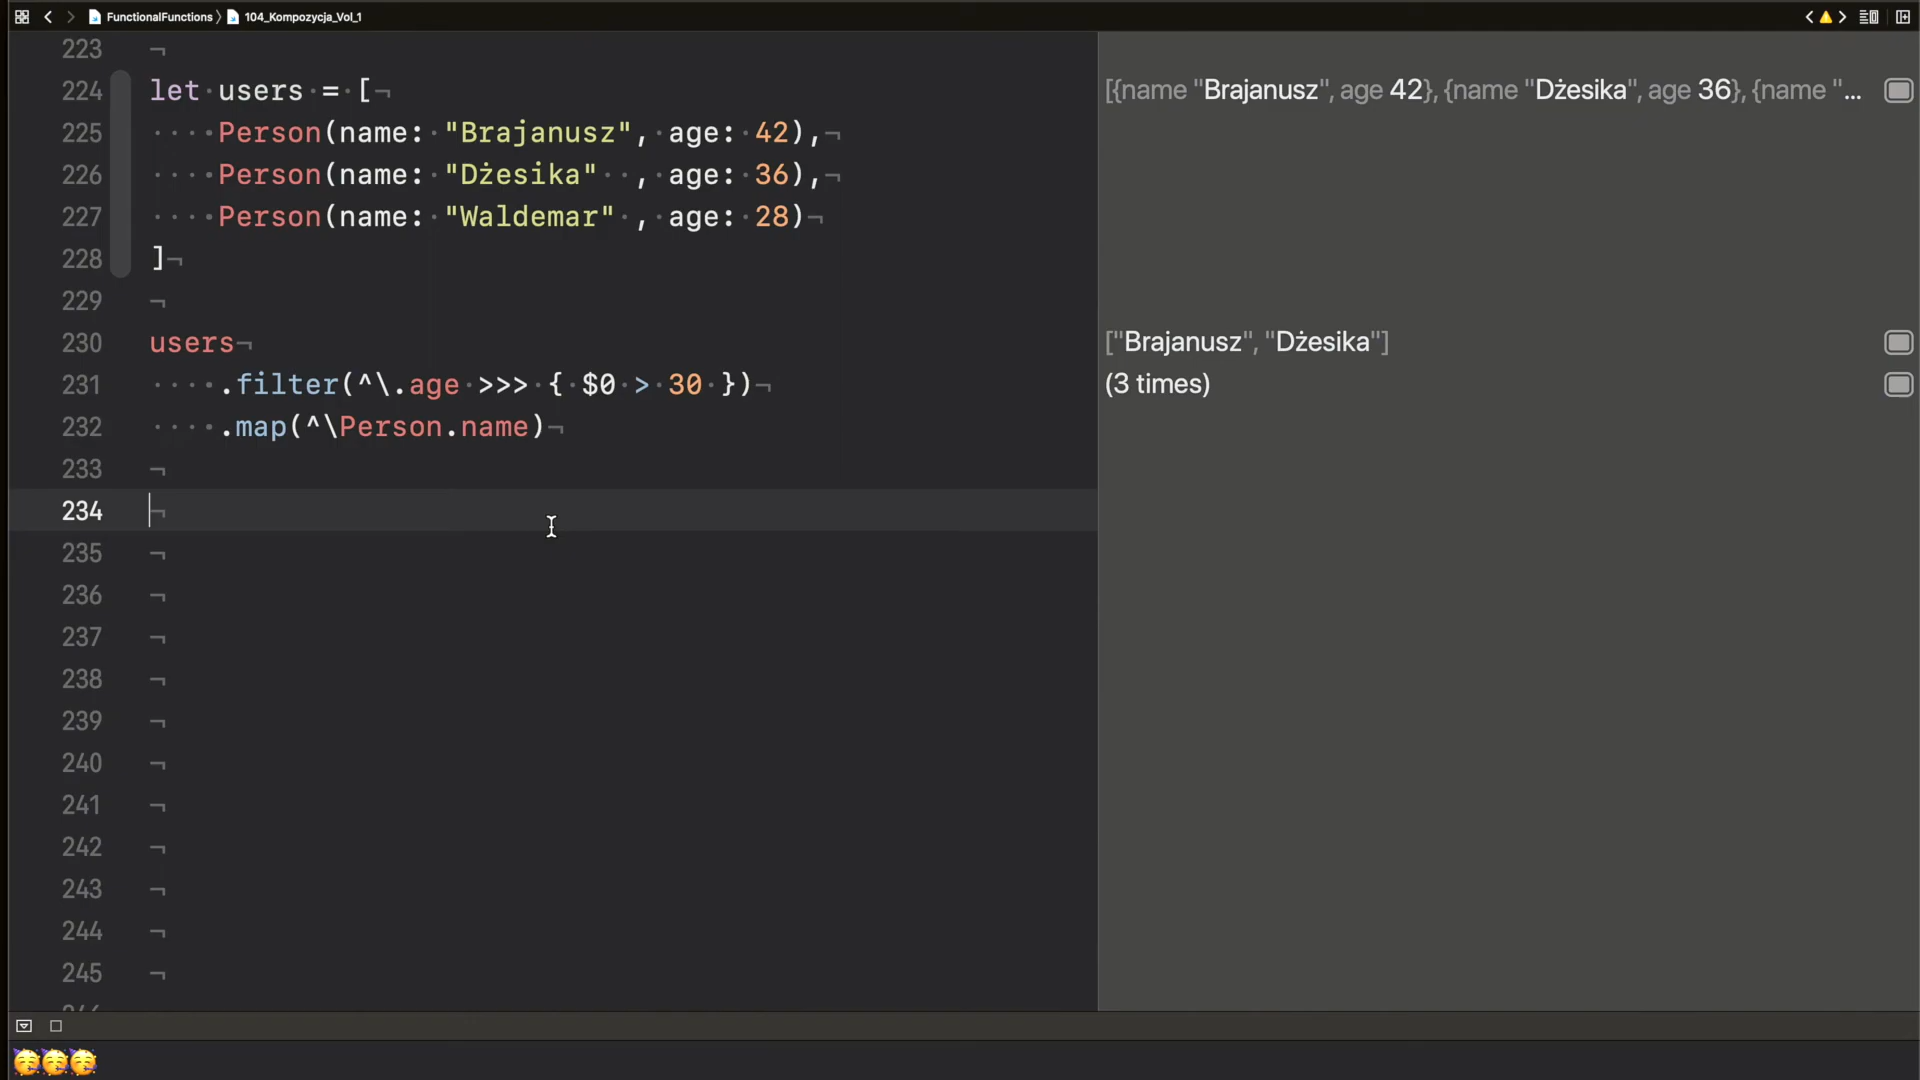 FunctionalFunctions 〉 104_Kompozycja_Vol_1
223 ¬
224 let·users·=·[¬
[{name "Brajanusz", age 42}, {name "Dżesika", age 36}, {name "...
225 ····Person(name:·"Brajanusz",·age:·42),¬
226 ····Person(name:·"Dżesika"··,·age:·36),¬
227 ····Person(name:·"Waldemar"·,·age:·28)¬
228 ]¬
229 ¬
230 users¬
["Brajanusz", "Dżesika"]
231 ····.filter(^\.age·>>>·{·$0·>·30·})¬
(3 times)
232 ····.map(^\Person.name)¬
233 ¬
234 ¬
235 ¬
236 ¬
237 ¬
238 ¬
239 ¬
240 ¬
241 ¬
242 ¬
243 ¬
244 ¬
245 ¬